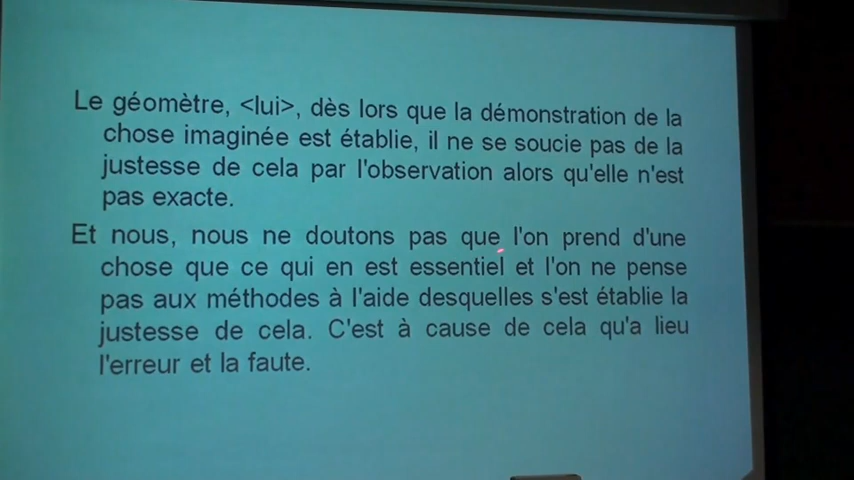 Le géomètre, <lui>, dès lors que la démonstration de la
chose imaginée est établie, il ne se soucie pas de la
justesse de cela par l'observation alors qu'elle n'est
pas exacte.
Et nous, nous ne doutons pas que l'on prend d'une
chose que ce qui en est essentiel et l'on ne pense
pas aux méthodes à l'aide desquelles s'est établie la
justesse de cela. C'est à cause de cela qu'a lieu
l'erreur et la faute.